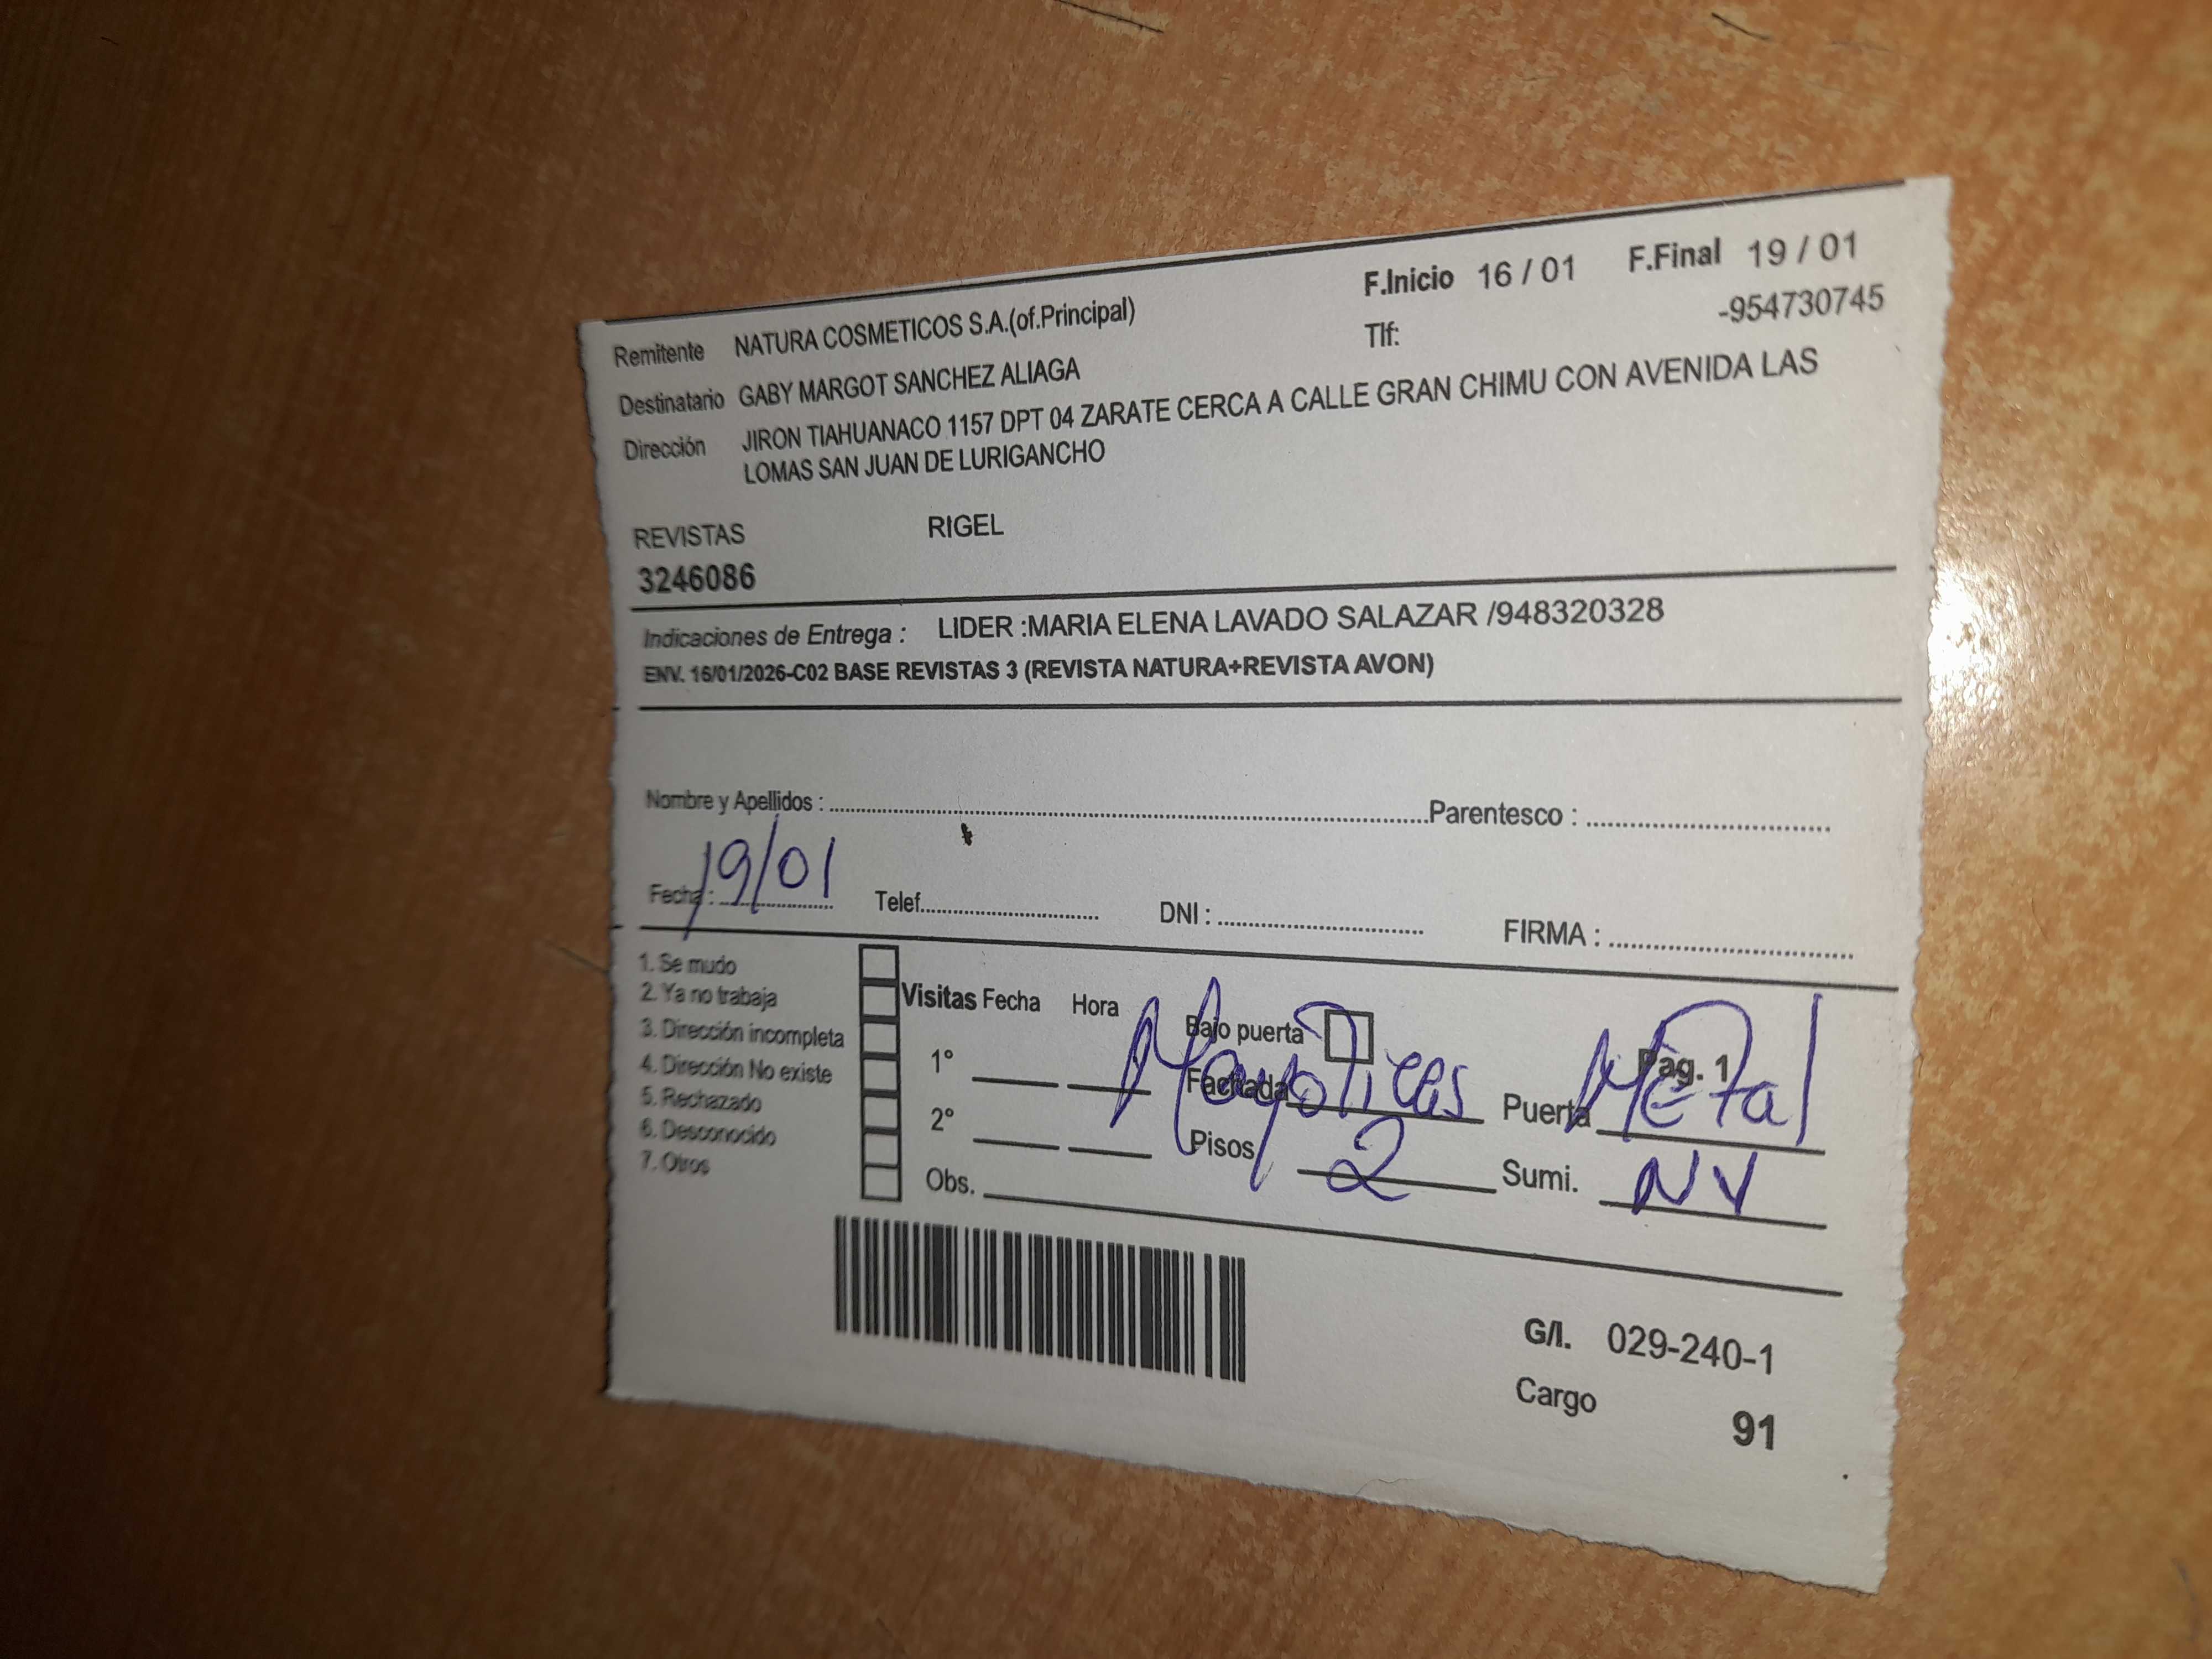 F.Inicio 16 / 01 F.Final 19 / 01
Remitente NATURA COSMETICOS S.A.(of.Principal) Tlf: -954730745
Destinatario GABY MARGOT SANCHEZ ALIAGA
Dirección JIRON TIAHUANACO 1157 DPT 04 ZARATE CERCA A CALLE GRAN CHIMU CON AVENIDA LAS
LOMAS SAN JUAN DE LURIGANCHO
REVISTAS RIGEL
3246086
Indicaciones de Entrega : LIDER :MARIA ELENA LAVADO SALAZAR /948320328
ENV. 16/01/2026-C02 BASE REVISTAS 3 (REVISTA NATURA+REVISTA AVON)
Nombre y Apellidos : Parentesco :
Fecha : 19/01 Telef. DNI : FIRMA :
1. Se mudo
2. Ya no trabaja
3. Dirección incompleta
4. Dirección No existe
5. Rechazado
6. Desconocido
7. Otros
Visitas Fecha Hora
1°
2°
Obs.
Bajo puerta Pag. 1
Fachada Mayolicas Puerta Metal
Pisos 2 Sumi. NV
G/I. 029-240-1
Cargo 91